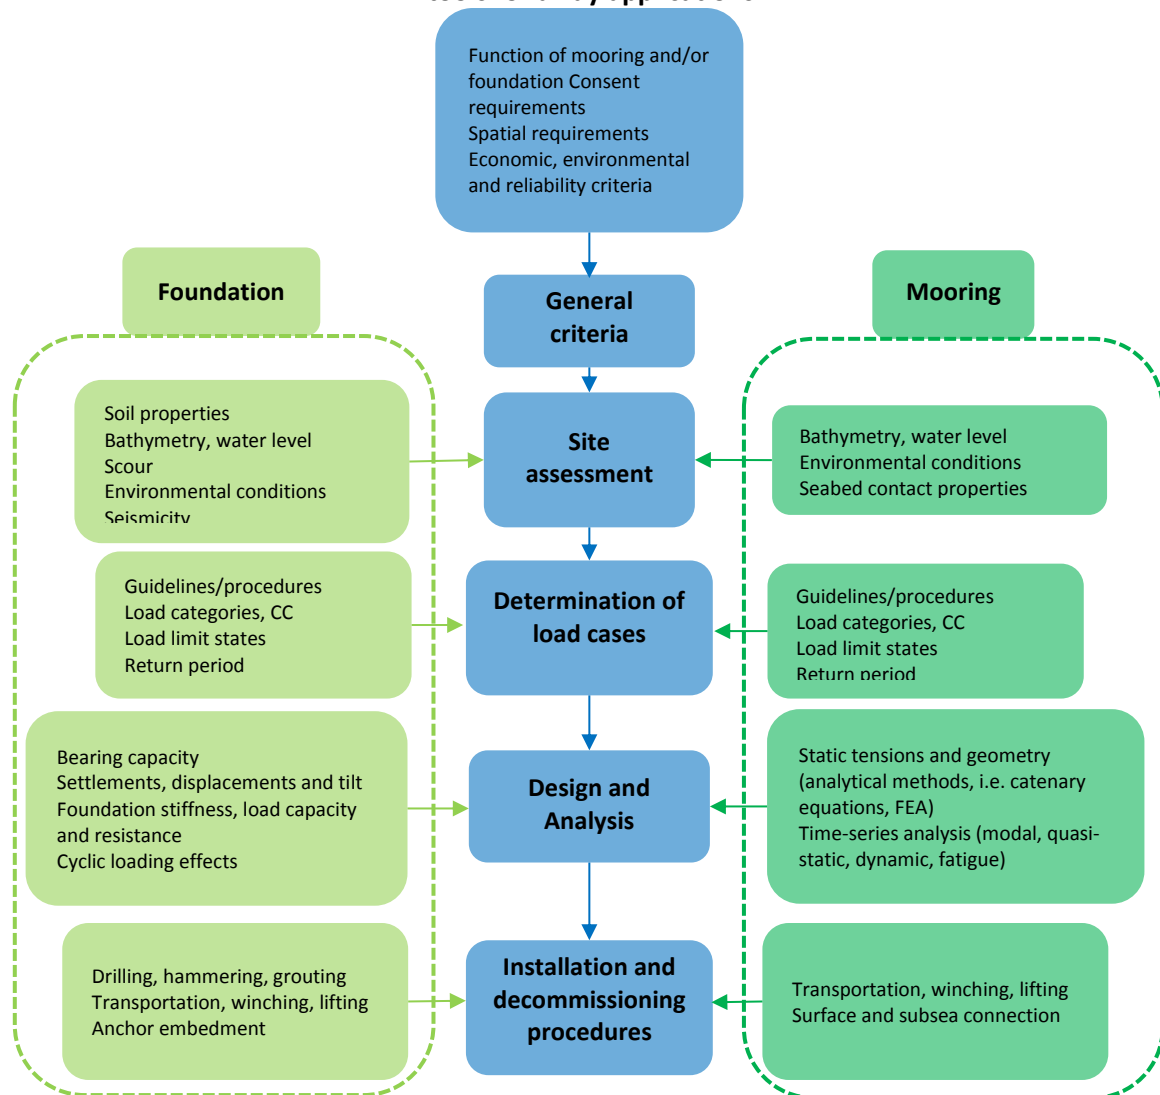 Function of mooring and/or
foundation Consent
requirements
Spatial requirements
Economic, environmental
and reliability criteria
Foundation
General
criteria
Mooring
Soil properties
Bathymetry, water level
Scour
Environmental conditions
Seismicity
Site
assessment
Bathymetry, water level
Environmental conditions
Seabed contact properties
Guidelines/procedures
Load categories, CC
Load limit states
Return period
Determination of
load cases
Guidelines/procedures
Load categories, CC
Load limit states
Return period
Bearing capacity
Settlements, displacements and tilt
Foundation stiffness, load capacity
and resistance
Cyclic loading effects
Design and
Analysis
Static tensions and geometry
(analytical methods, i.e. catenary
equations, FEA)
Time-series analysis (modal, quasi-
static, dynamic, fatigue)
Drilling, hammering, grouting
Transportation, winching, lifting
Anchor embedment
Installation and
decommissioning
procedures
Transportation, winching, lifting
Surface and subsea connection